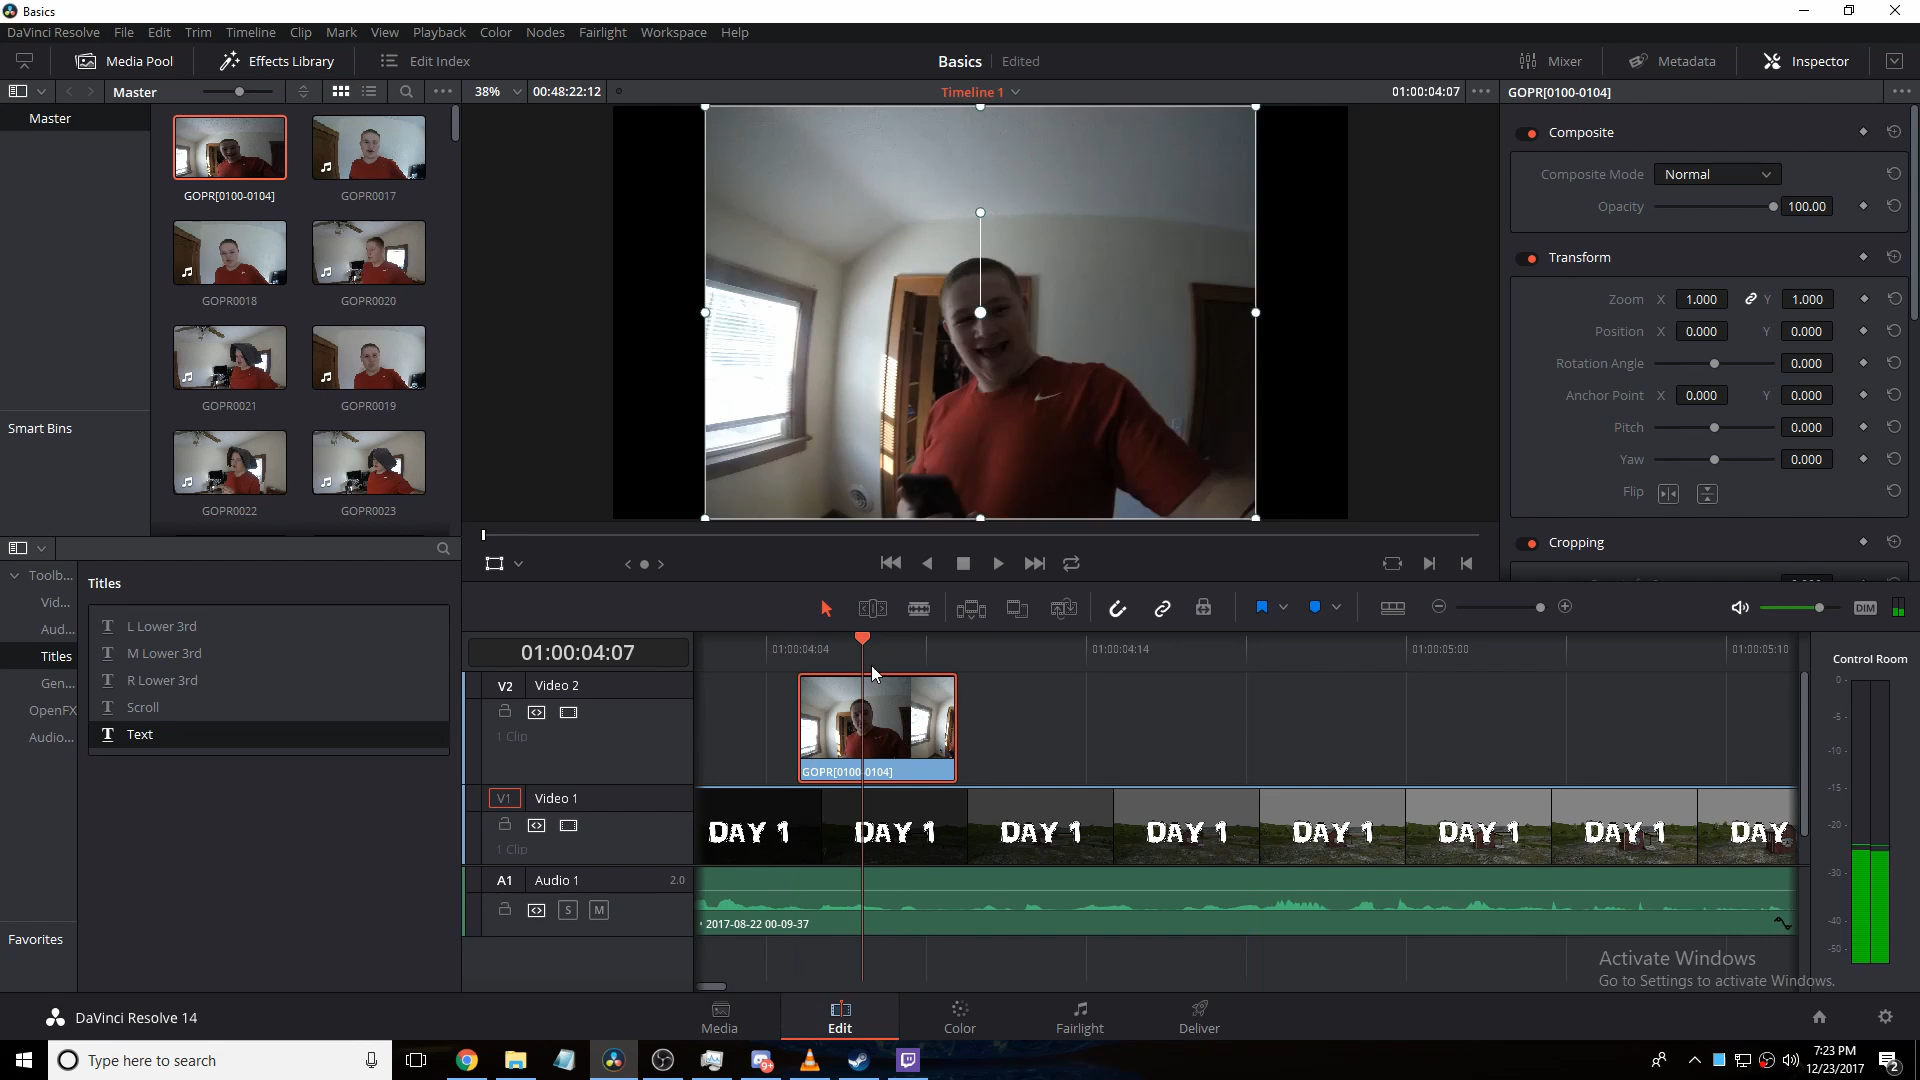 Basics
DaVinci Resolve File Edit Trim Timeline Clip Mark View Playback Color Nodes Fairlight Workspace Help
Media Pool Effects Library Edit Index Basics Edited Mixer Metadata Inspector
Master 38% 00:48:22:12 Timeline 1 01:00:04:07 GOPR[0100-0104]
Master
GOPR[0100-0104] GOPR0017
GOPR0018 GOPR0020
GOPR0021 GOPR0019
GOPR0022 GOPR0023
Smart Bins
Composite
Composite Mode Normal
Opacity 100.00
Transform
Zoom X 1.000 Y 1.000
Position X 0.000 Y 0.000
Rotation Angle 0.000
Anchor Point X 0.000 Y 0.000
Pitch 0.000
Yaw 0.000
Flip
Cropping
Toolb...
Vid...
Aud...
Titles
Gen...
OpenFX
Audio...
Favorites
Titles
L Lower 3rd
M Lower 3rd
R Lower 3rd
Scroll
Text
DIM
01:00:04:07 01:00:04:04 01:00:04:14 01:00:05:00 01:00:05:10
V2 Video 2
1 Clip
GOPR[0100-0104]
V1 Video 1
1 Clip
DAY 1 DAY 1 DAY 1 DAY 1 DAY 1 DAY 1 DAY 1 DAY
A1 Audio 1 2.0
S M
2017-08-22 00-09-37
Control Room
0
-5
-10
-15
-20
-30
-40
-50
Activate Windows
Go to Settings to activate Windows.
DaVinci Resolve 14 Media Edit Color Fairlight Deliver
Type here to search
7:23 PM
12/23/2017
2